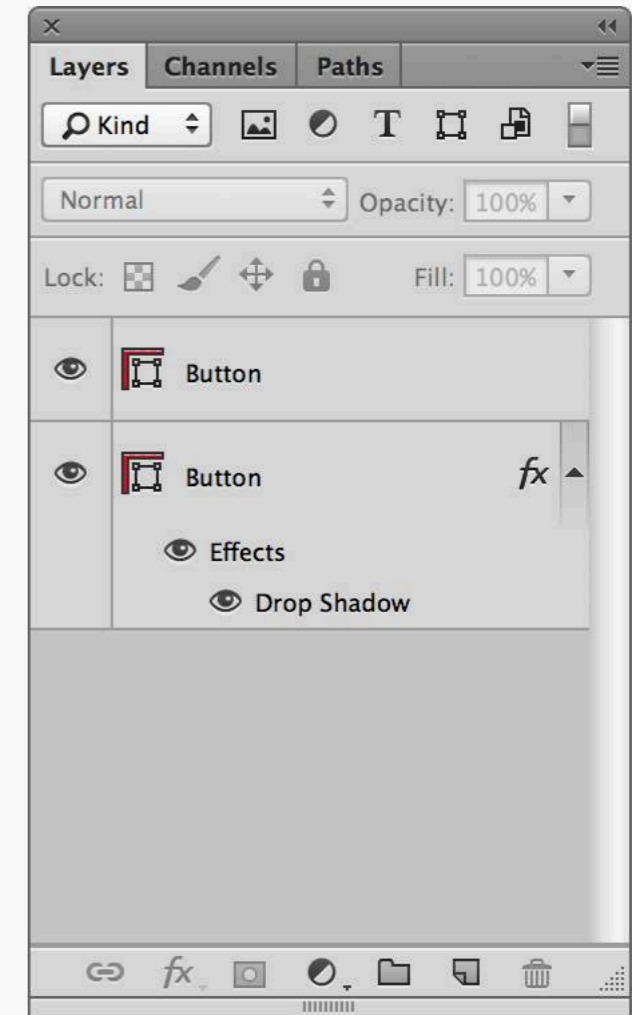 Layers Channels Paths
Kind T
Normal Opacity: 100%
Lock: Fill: 100%
Button
Button fx
Effects
Drop Shadow
fx